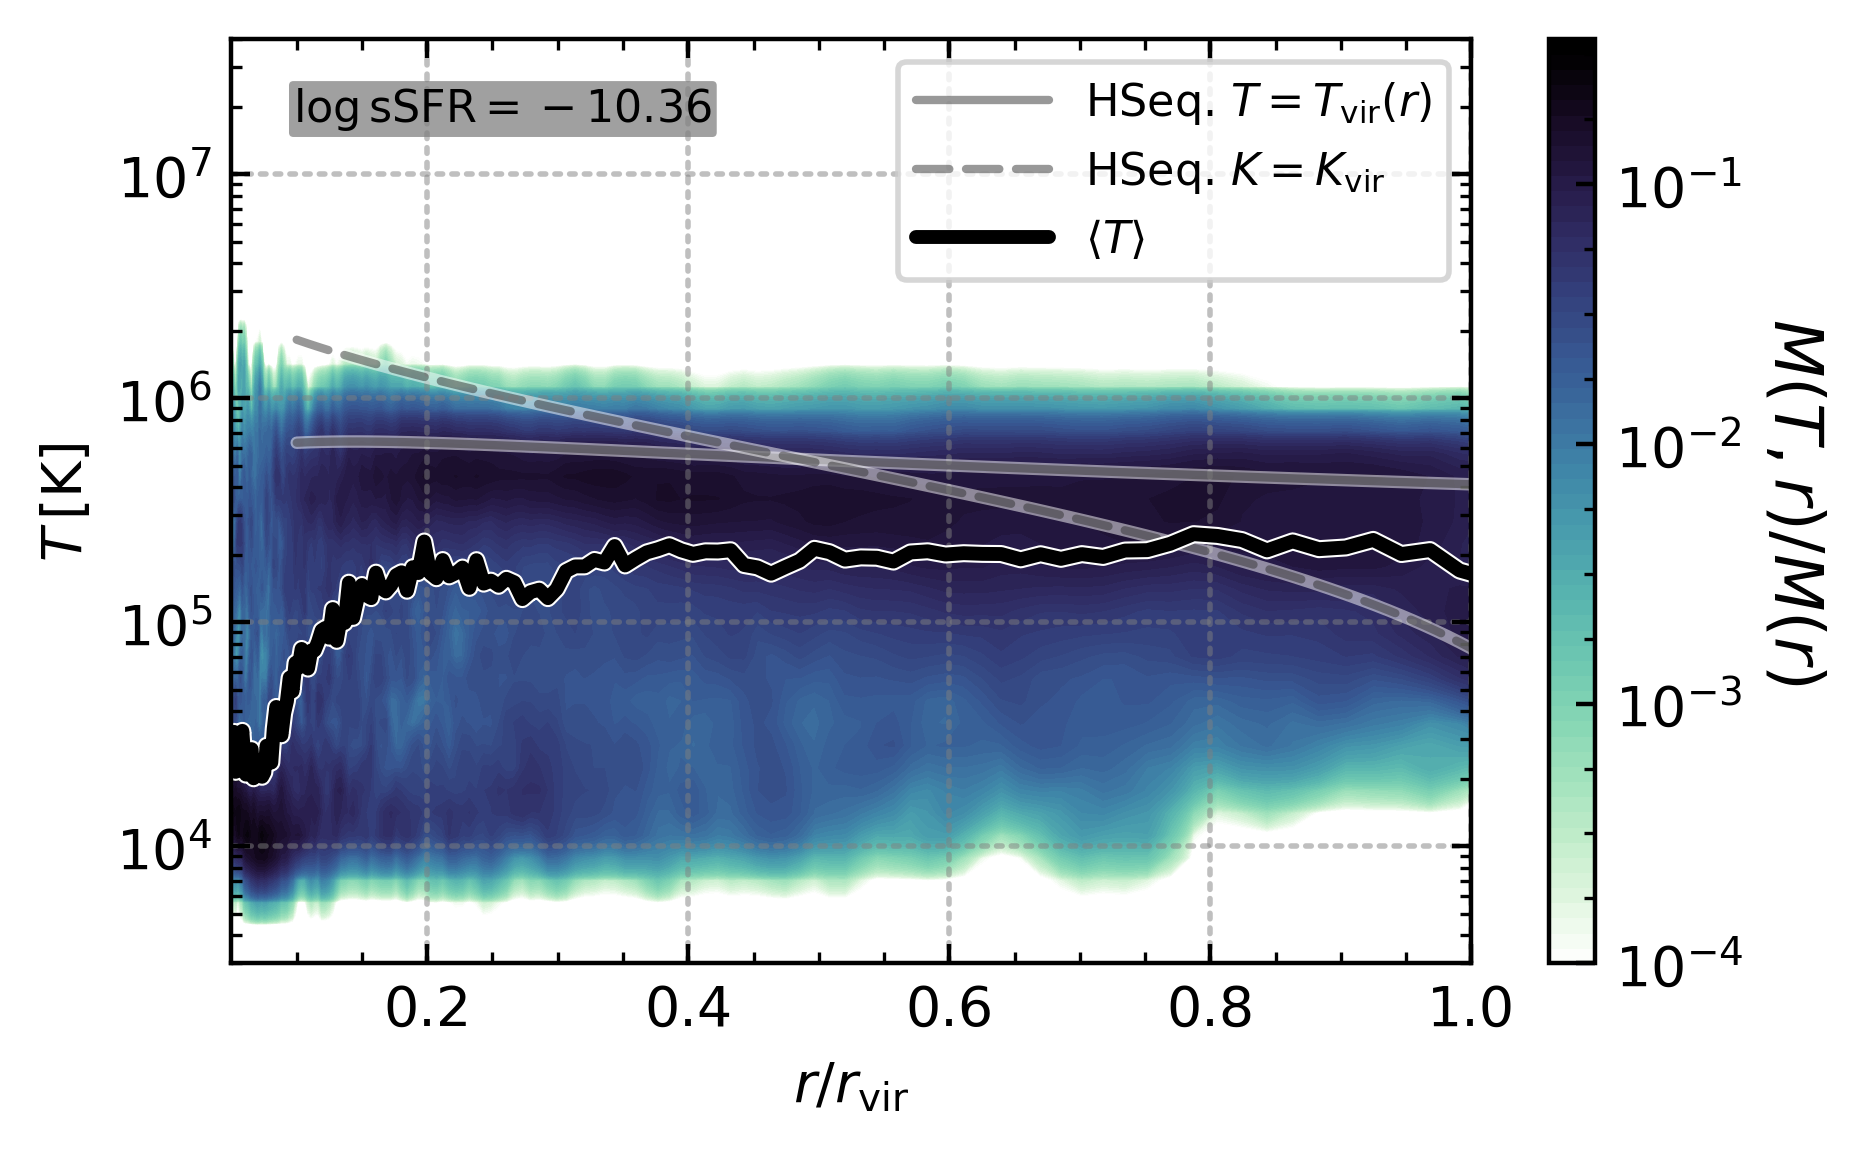 log sSFR = −10.36
HSeq. T = T_vir(r)
HSeq. K = K_vir
⟨T⟩
10^7
10^6
10^5
10^4
T [K]
0.2 0.4 0.6 0.8 1.0
r/r_vir
10^−1
10^−2
10^−3
10^−4
M(T, r)/M(r)